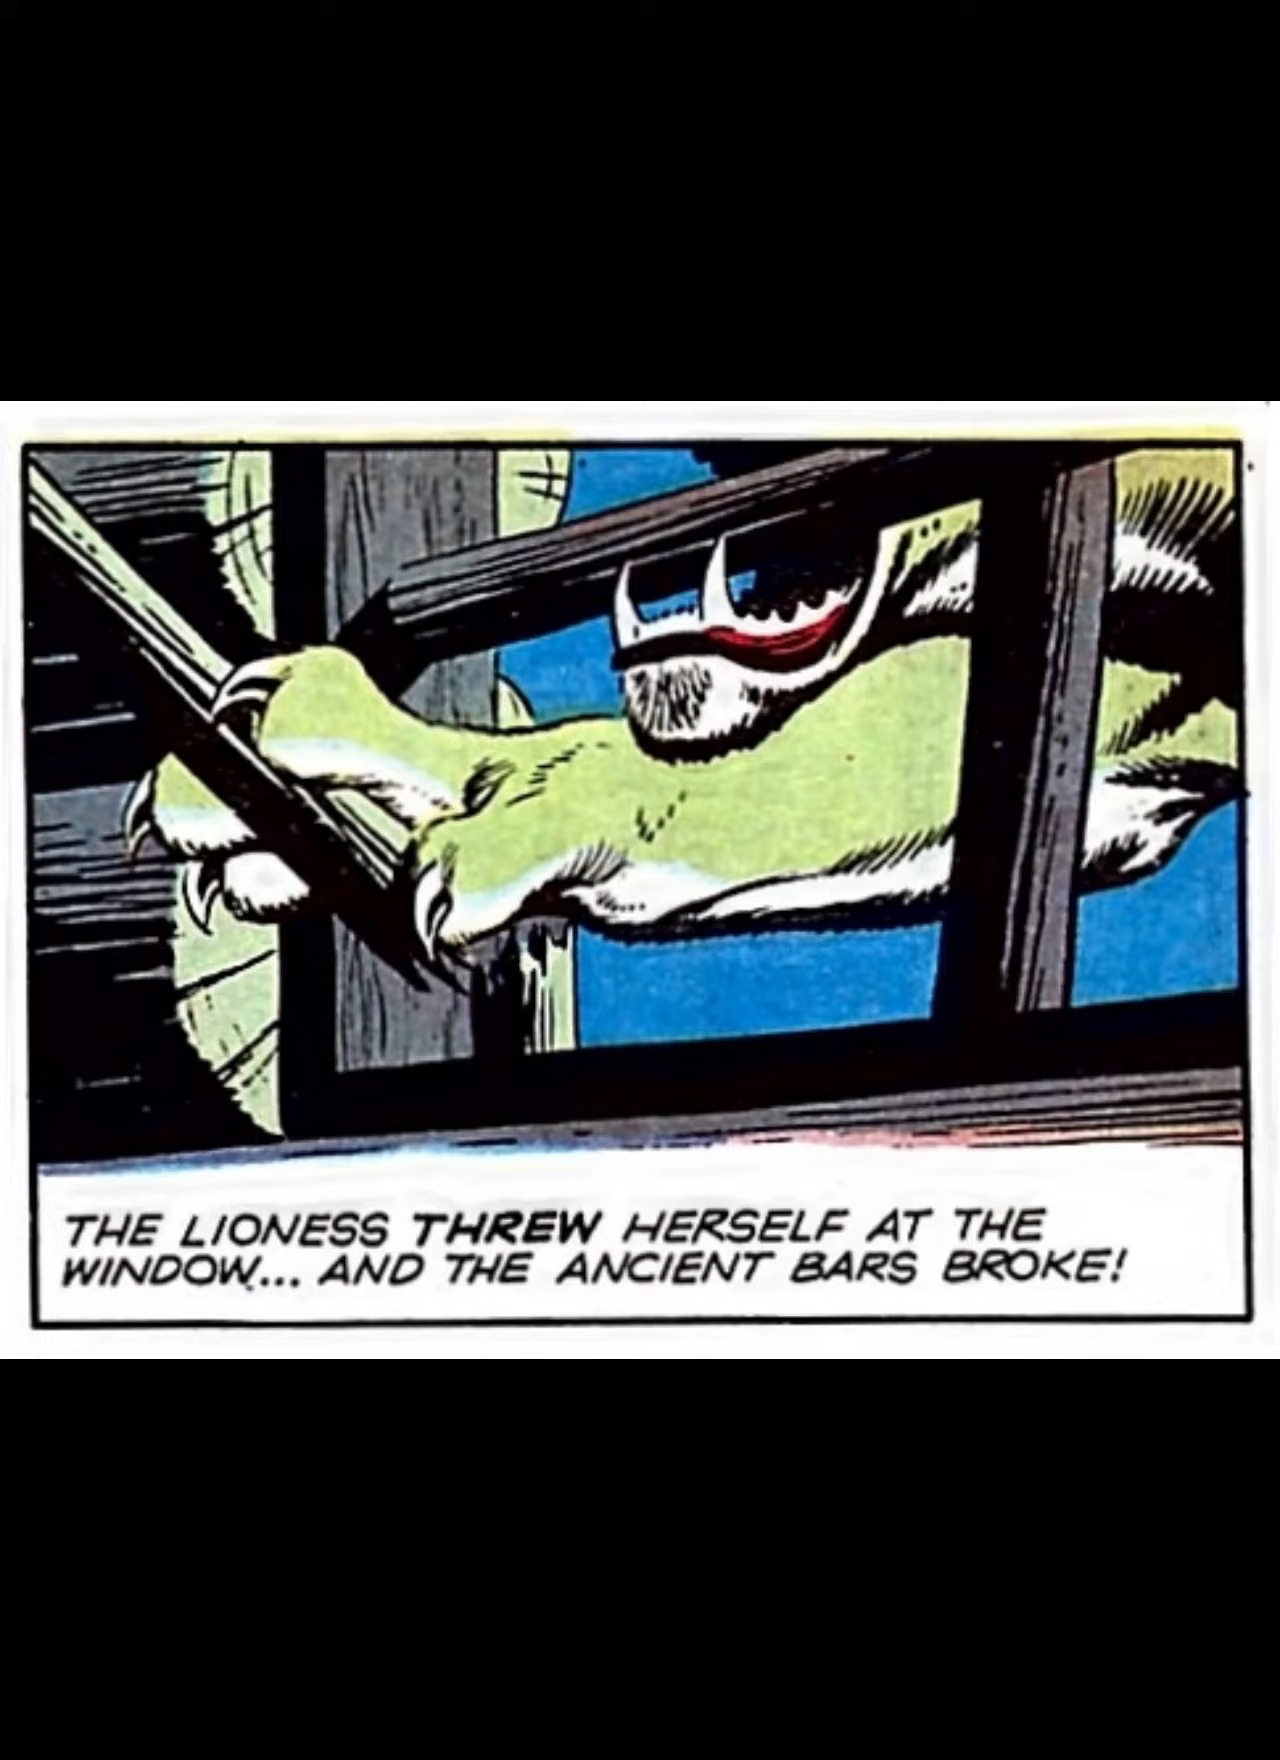 THE LIONESS THREW HERSELF AT THE
WINDOW... AND THE ANCIENT BARS BROKE!